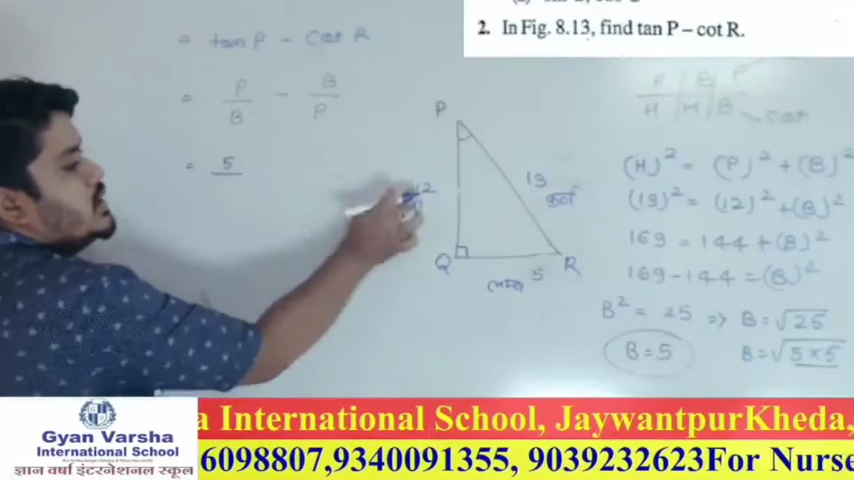 2. In Fig. 8.13, find tan P – cot R.
= tan P – cot R
= P/B – B/P
= 5
P
12
13
कर्ण
Q
5
R
लम्ब
P/H B/H P/B
cot
(H)² = (P)² + (B)²
(13)² = (12)² + (B)²
169 = 144 + (B)²
169 - 144 = (B)²
B² = 25 => B = √25
B = 5
B = √5×5
Gyan Varsha
International School
ज्ञान वर्षा इंटरनेशनल स्कूल
International School, JaywantpurKheda,
6098807,9340091355, 9039232623For Nurse